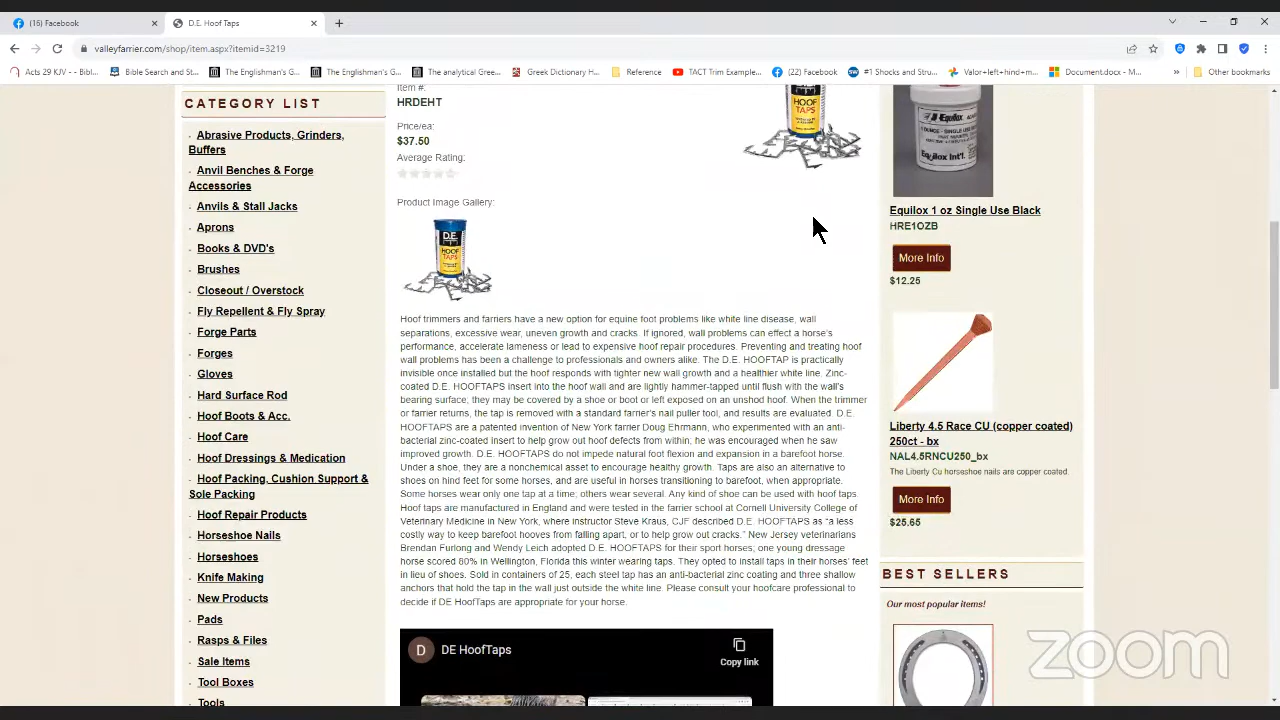 (15) Facebook
D.E. Hoof Taps
valleyfarrier.com/shop/item.aspx?itemid=3219
Acts 29 KJV -- Bibl...
Bible Search and St...
The Englishman's G...
The Englishman's G...
The analytical Gree...
Greek Dictionary H...
Reference
TACT Trim Example...
(22) Facebook
#1 Shocks and Stru...
Valor+left+hind+m...
Document.docx - M...
»
Other bookmarks
CATEGORY LIST
Abrasive Products, Grinders,
Buffers
Anvil Benches & Forge
Accessories
Anvils & Stall Jacks
Aprons
Books & DVD's
Brushes
Closeout / Overstock
Fly Repellent & Fly Spray
Forge Parts
Forges
Gloves
Hard Surface Rod
Hoof Boots & Acc.
Hoof Care
Hoof Dressings & Medication
Hoof Packing, Cushion Support &
Sole Packing
Hoof Repair Products
Horseshoe Nails
Horseshoes
Knife Making
New Products
Pads
Rasps & Files
Sale Items
Tool Boxes
Tools
Item #:
HRDEHT
Price/ea:
$37.50
Average Rating:
Product Image Gallery:
HOOF
TAPS
D.E.
HOOF
TAPS
Hoof trimmers and farriers have a new option for equine foot problems like white line disease, wall
separations, excessive wear, uneven growth and cracks. If ignored, wall problems can effect a horse's
performance, accelerate lameness or lead to expensive hoof repair procedures. Preventing and treating hoof
wall problems has been a challenge to professionals and owners alike. The D.E. HOOFTAP is practically
invisible once installed but the hoof responds with tighter new wall growth and a healthier white line. Zinc-
coated D.E. HOOFTAPS insert into the hoof wall and are lightly hammer-tapped until flush with the wall's
bearing surface; they may be covered by a shoe or boot or left exposed on an unshod hoof. When the trimmer
or farrier returns, the tap is removed with a standard farrier's nail puller tool, and results are evaluated. D.E.
HOOFTAPS are a patented invention of New York farrier Doug Ehrmann, who experimented with an anti-
bacterial zinc-coated insert to help grow out hoof defects from within; he was encouraged when he saw
improved growth. D.E. HOOFTAPS do not impede natural foot flexion and expansion in a barefoot horse.
Under a shoe, they are a nonchemical asset to encourage healthy growth. Taps are also an alternative to
shoes on hind feet for some horses, and are useful in horses transitioning to barefoot, when appropriate.
Some horses wear only one tap at a time; others wear several. Any kind of shoe can be used with hoof taps.
Hoof taps are manufactured in England and were tested in the farrier school at Cornell University College of
Veterinary Medicine in New York, where instructor Steve Kraus, CJF described D.E. HOOFTAPS as “a less
costly way to keep barefoot hooves from falling apart, or to help grow out cracks.” New Jersey veterinarians
Brendan Furlong and Wendy Leich adopted D.E. HOOFTAPS for their sport horses; one young dressage
horse scored 80% in Wellington, Florida this winter wearing taps. They opted to install taps in their horses' feet
in lieu of shoes. Sold in containers of 25, each steel tap has an anti-bacterial zinc coating and three shallow
anchors that hold the tap in the wall just outside the white line. Please consult your hoofcare professional to
decide if DE HoofTaps are appropriate for your horse.
D
DE HoofTaps
Copy link
Equilox
Equilox Int'l.
Equilox 1 oz Single Use Black
HRE1OZB
More Info
$12.25
Liberty 4.5 Race CU (copper coated)
250ct - bx
NAL4.5RNCU250_bx
The Liberty Cu horseshoe nails are copper coated.
More Info
$25.65
BEST SELLERS
Our most popular items!
zoom